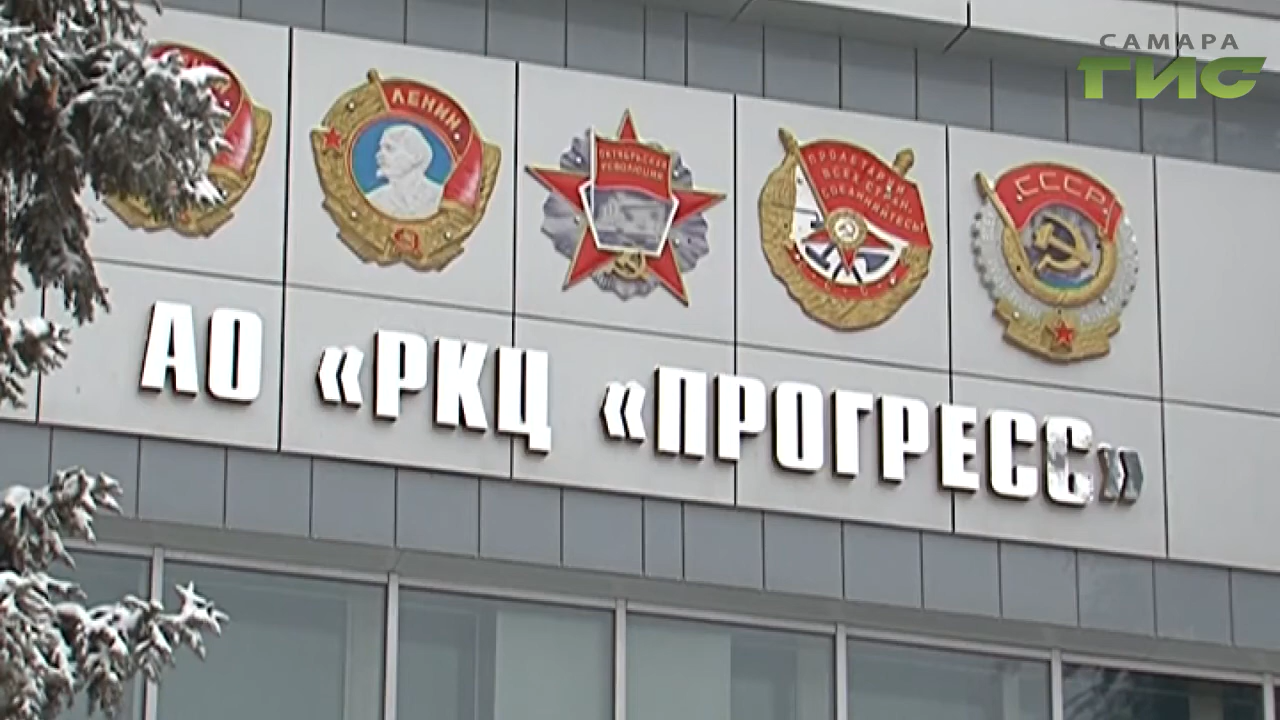 САМАРА
ГИС
ЛЕНИН
ОКТЯБРЬСКАЯ
РЕВОЛЮЦИЯ
ПРОЛЕТАРИИ
ВСЕХ СТРАН,
СОЕДИНЯЙТЕСЬ!
СССР
АО «РКЦ «ПРОГРЕСС»